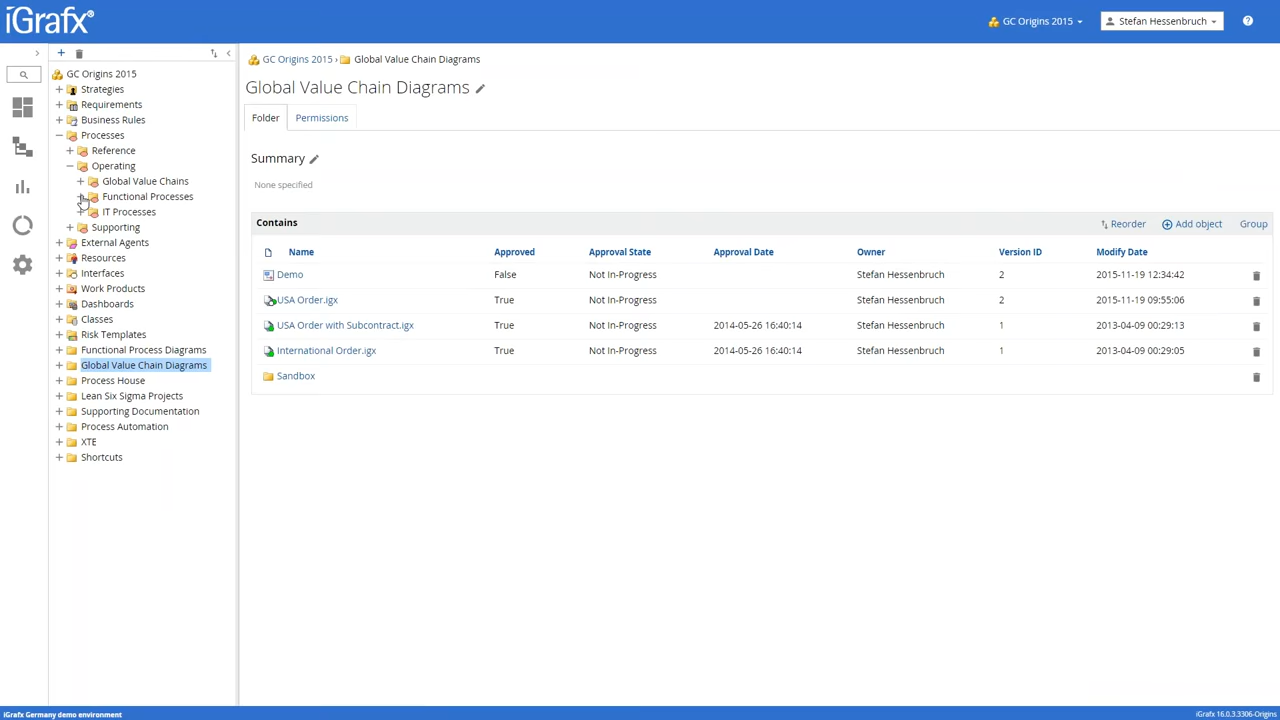 iGrafx®
GC Origins 2015
Stefan Hessenbruch
GC Origins 2015
Strategies
Requirements
Business Rules
Processes
Reference
Operating
Global Value Chains
Functional Processes
IT Processes
Supporting
External Agents
Resources
Interfaces
Work Products
Dashboards
Classes
Risk Templates
Functional Process Diagrams
Global Value Chain Diagrams
Process House
Lean Six Sigma Projects
Supporting Documentation
Process Automation
XTE
Shortcuts
GC Origins 2015 › Global Value Chain Diagrams
Global Value Chain Diagrams
Folder Permissions
Summary
None specified
Contains Reorder Add object Group
Name Approved Approval State Approval Date Owner Version ID Modify Date
Demo False Not In-Progress Stefan Hessenbruch 2 2015-11-19 12:34:42
USA Order.igx True Not In-Progress Stefan Hessenbruch 2 2015-11-19 09:55:06
USA Order with Subcontract.igx True Not In-Progress 2014-05-26 16:40:14 Stefan Hessenbruch 1 2013-04-09 00:29:13
International Order.igx True Not In-Progress 2014-05-26 16:40:14 Stefan Hessenbruch 1 2013-04-09 00:29:05
Sandbox
iGrafx Germany demo environment
iGrafx 16.0.3.3306-Origins